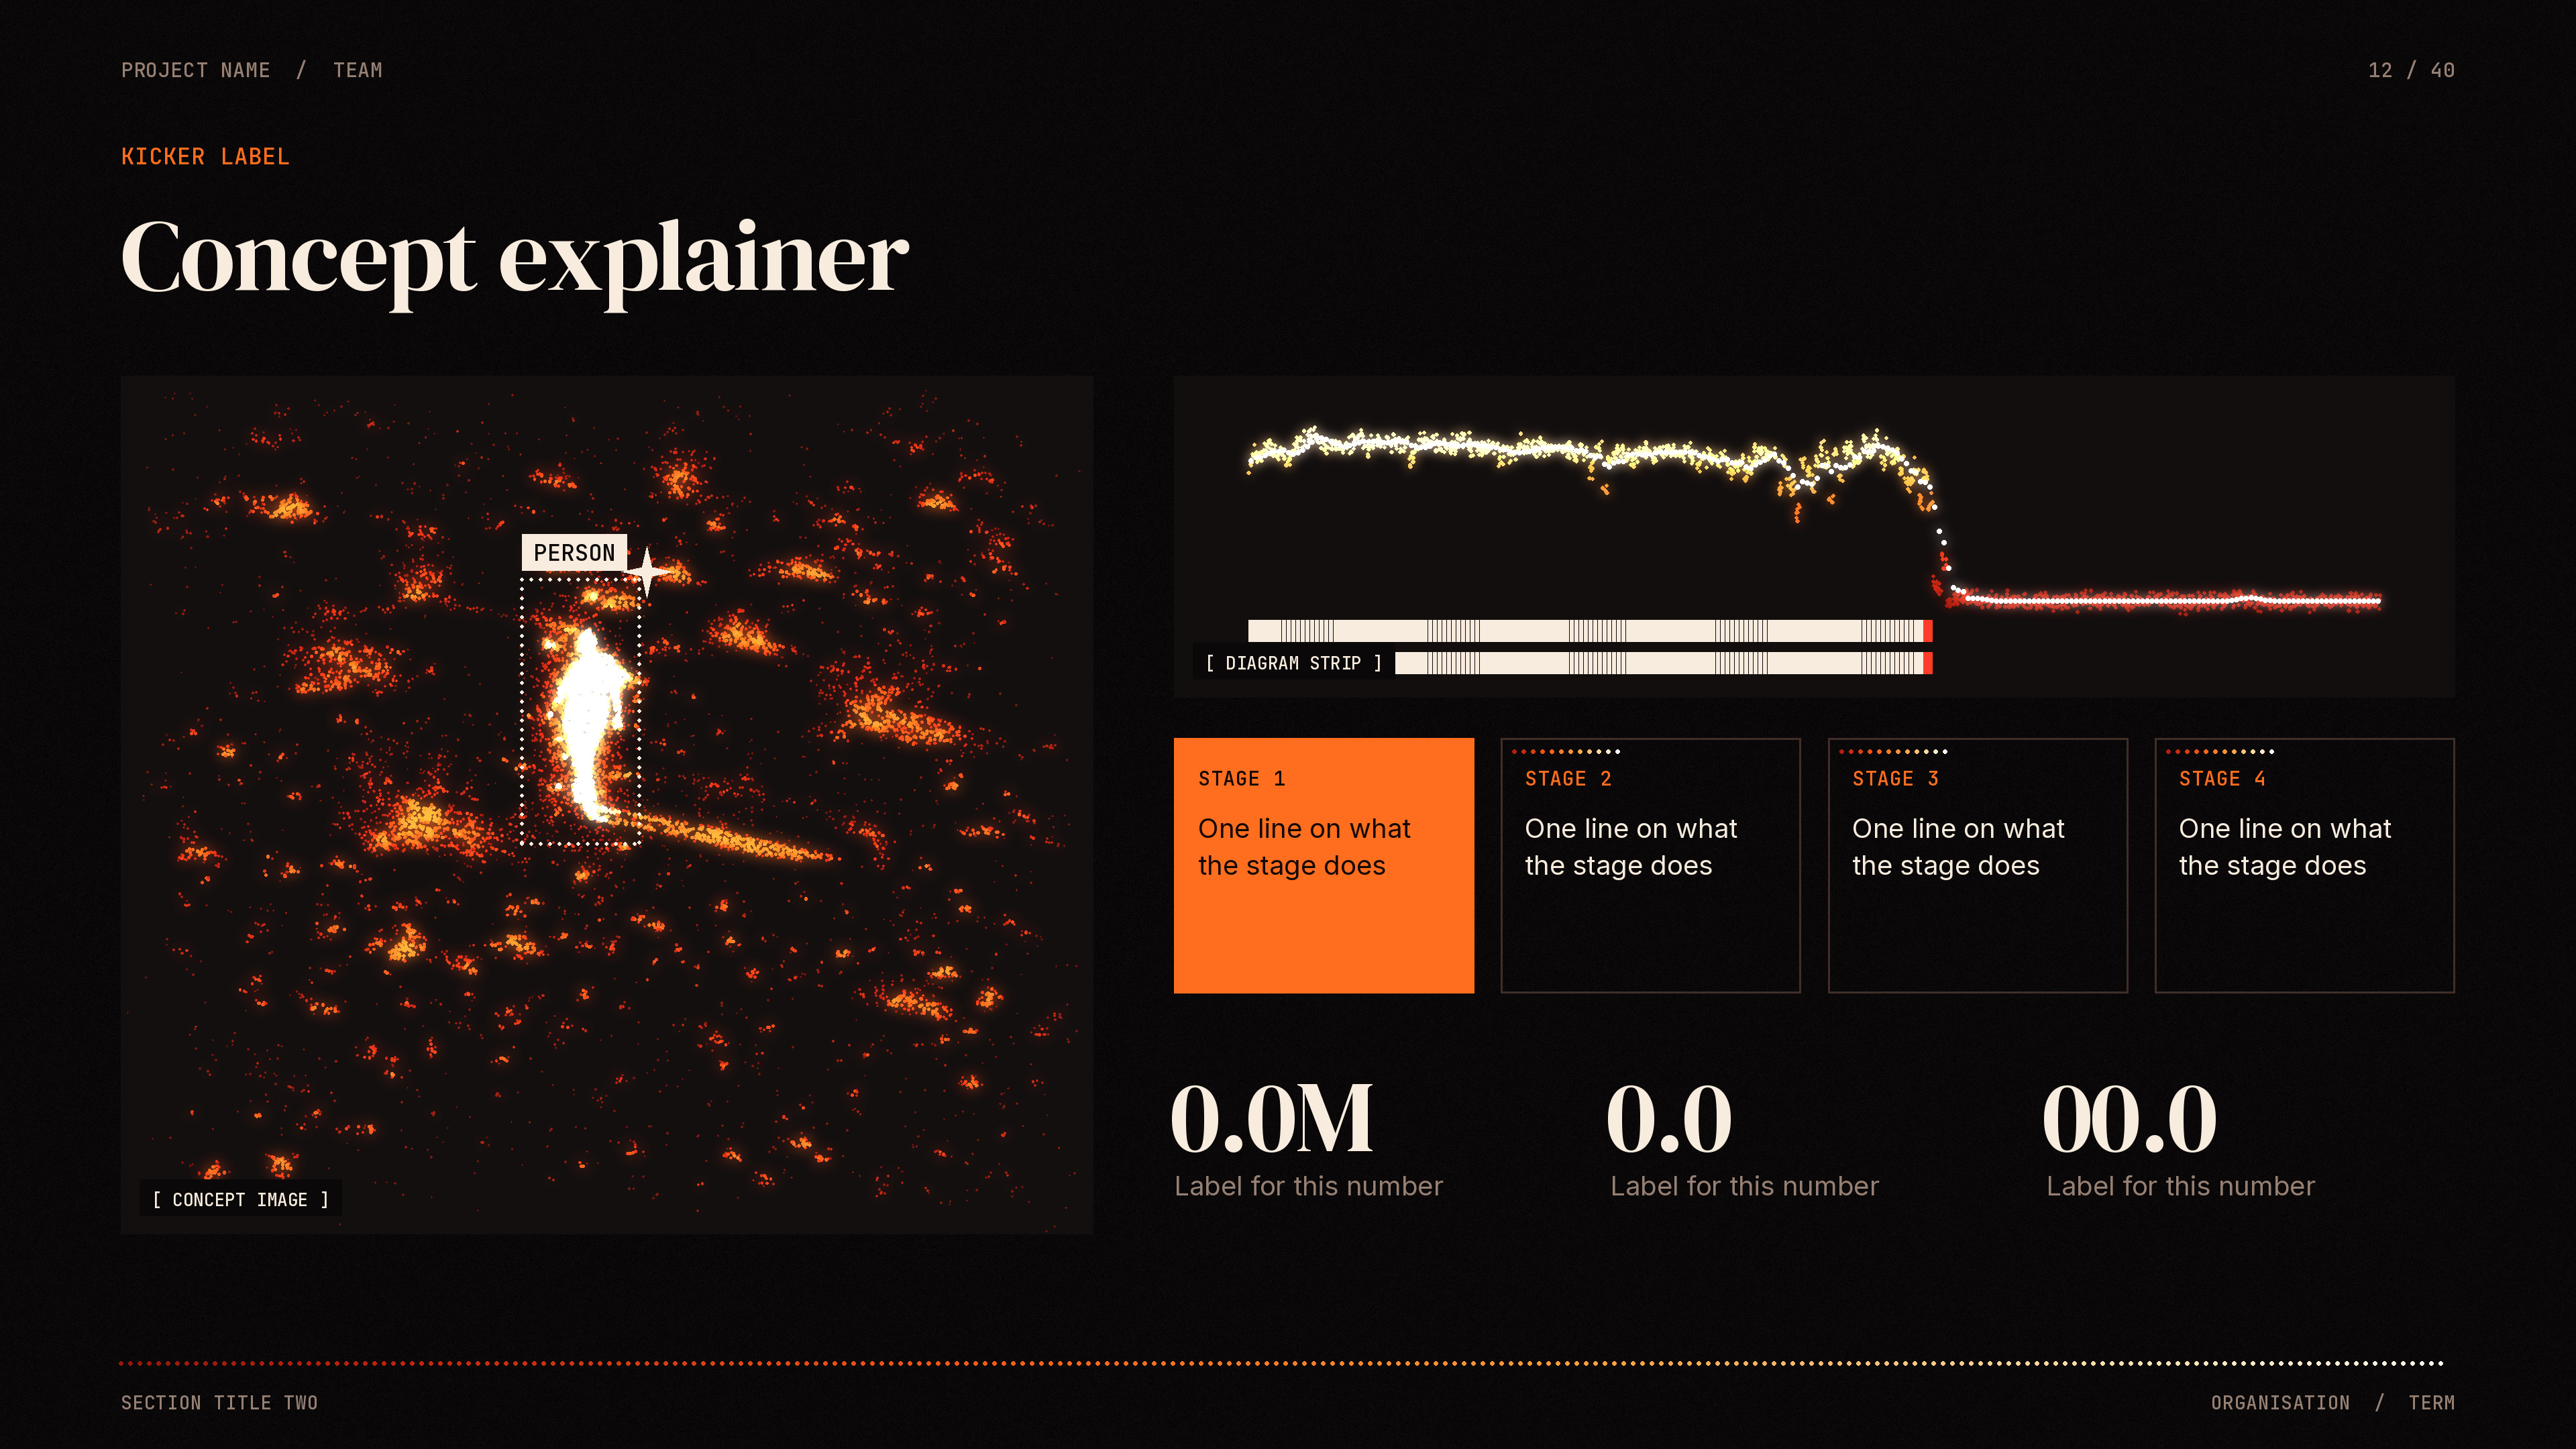 PROJECT NAME / TEAM
12 / 40
KICKER LABEL
Concept explainer
PERSON
[ CONCEPT IMAGE ]
[ DIAGRAM STRIP ]
STAGE 1
One line on what
the stage does
STAGE 2
One line on what
the stage does
STAGE 3
One line on what
the stage does
STAGE 4
One line on what
the stage does
0.0M
Label for this number
0.0
Label for this number
00.0
Label for this number
SECTION TITLE TWO
ORGANISATION / TERM